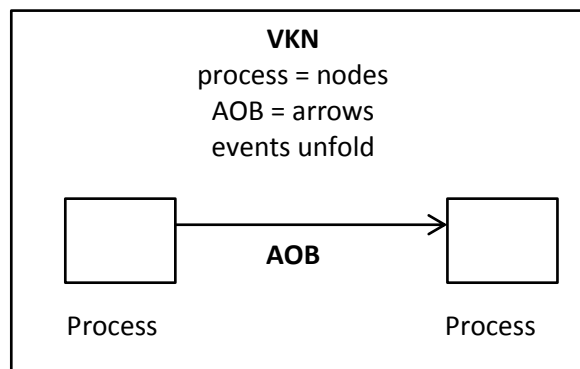 VKN
process = nodes
AOB = arrows
events unfold
AOB
Process Process